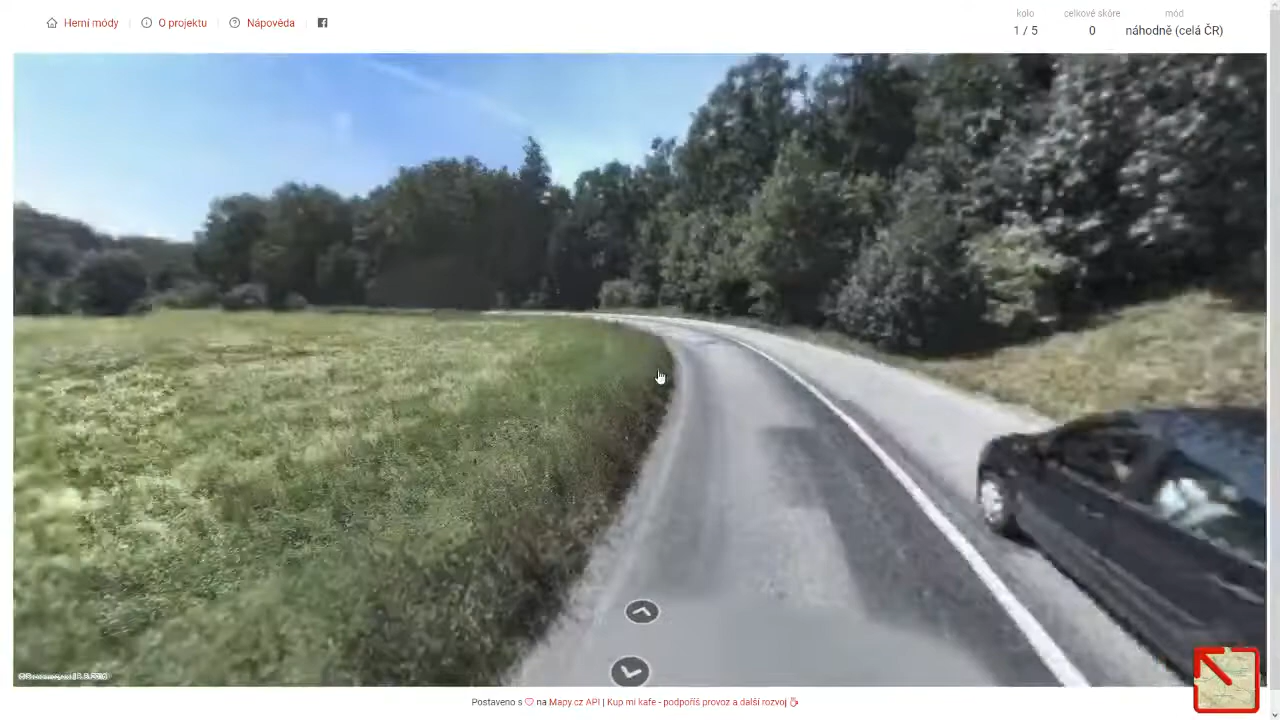 Herní módy
O projektu
Nápověda
kolo
1 / 5
celkové skóre
0
mód
náhodně (celá ČR)
Postaveno s na Mapy.cz API | Kup mi kafe - podpoříš provoz a další rozvoj